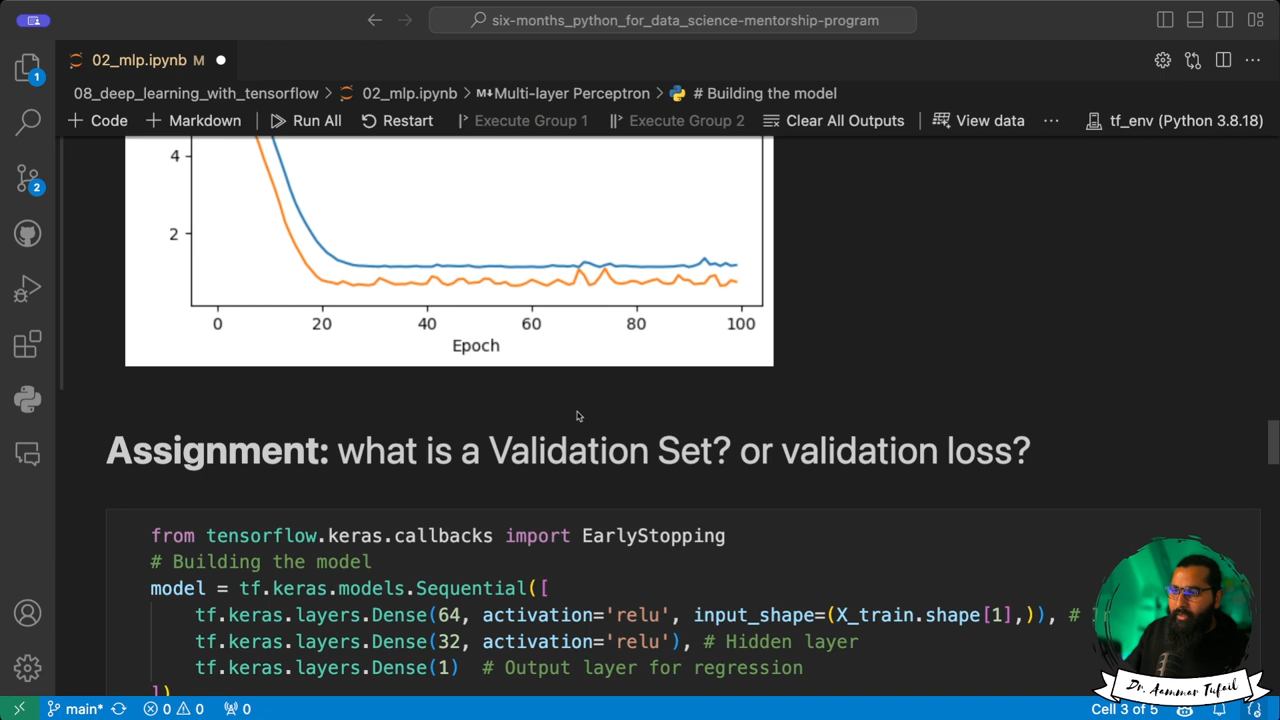 six-months_python_for_data_science-mentorship-program
02_mlp.ipynb M
1
08_deep_learning_with_tensorflow > 02_mlp.ipynb > M↓Multi-layer Perceptron > # Building the model
+ Code + Markdown Run All Restart Execute Group 1 Execute Group 2 Clear All Outputs View data ··· tf_env (Python 3.8.18)
4
2
2
0 20 40 60 80 100
Epoch
Assignment: what is a Validation Set? or validation loss?
from tensorflow.keras.callbacks import EarlyStopping
# Building the model
model = tf.keras.models.Sequential([
tf.keras.layers.Dense(64, activation='relu', input_shape=(X_train.shape[1],)), #
tf.keras.layers.Dense(32, activation='relu'), # Hidden layer
tf.keras.layers.Dense(1) # Output layer for regression
])
Dr. Aammar Tufail
main* 0 0 0 Cell 3 of 5